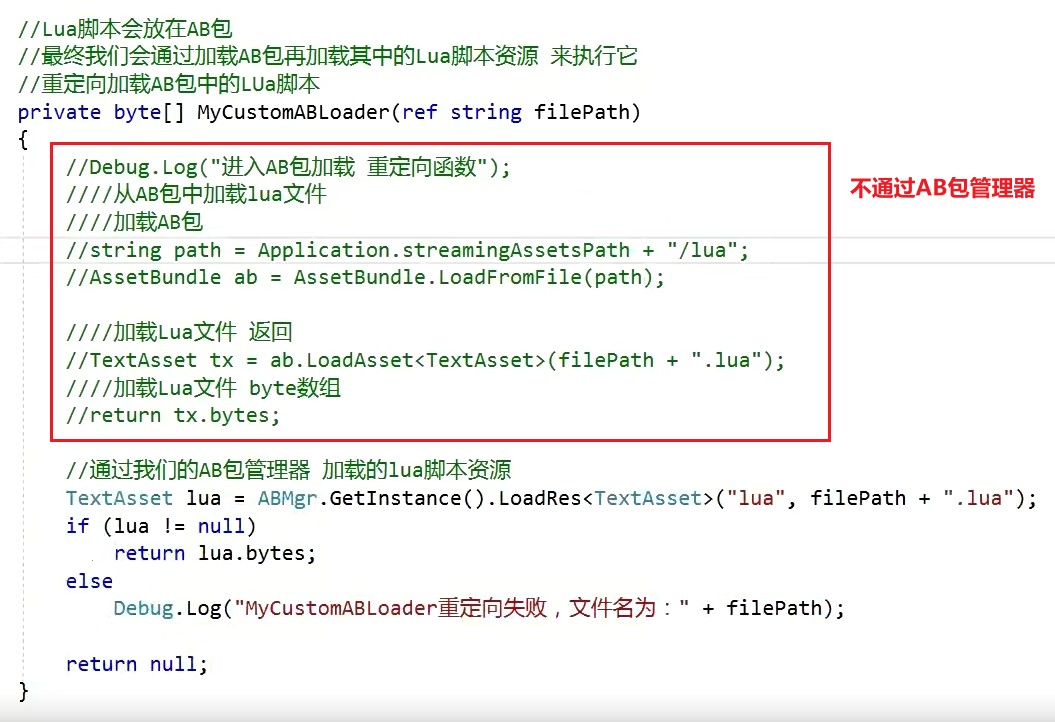 //Lua脚本会放在AB包
//最终我们会通过加载AB包再加载其中的Lua脚本资源 来执行它
//重定向加载AB包中的LUa脚本
private byte[] MyCustomABLoader(ref string filePath)
{
//Debug.Log("进入AB包加载 重定向函数");
不通过AB包管理器
////从AB包中加载lua文件
////加载AB包
//string path = Application.streamingAssetsPath + "/lua";
//AssetBundle ab = AssetBundle.LoadFromFile(path);
////加载Lua文件 返回
//TextAsset tx = ab.LoadAsset<TextAsset>(filePath + ".lua");
////加载Lua文件 byte数组
//return tx.bytes;
//通过我们的AB包管理器 加载的lua脚本资源
TextAsset lua = ABMgr.GetInstance().LoadRes<TextAsset>("lua", filePath + ".lua");
if (lua != null)
return lua.bytes;
else
Debug.Log("MyCustomABLoader重定向失败，文件名为：" + filePath);
return null;
}